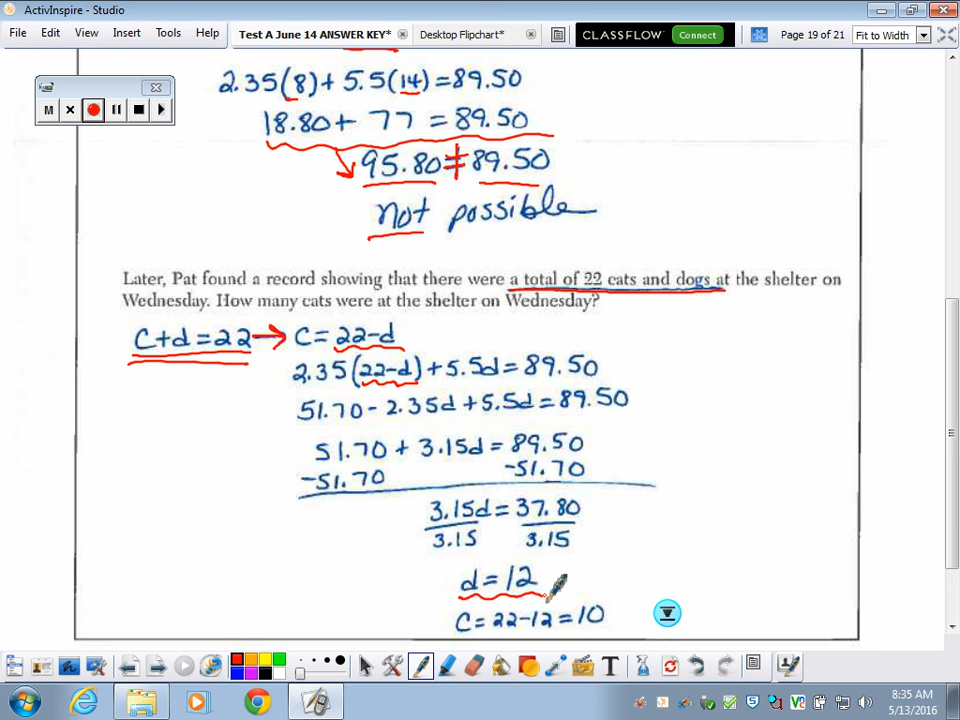 ActivInspire - Studio
File Edit View Insert Tools Help
Test A June 14 ANSWER KEY*
Desktop Flipchart*
CLASSFLOW™ Connect
Page 19 of 21
Fit to Width
M
2.35(8)+5.5(14)=89.50
18.80+77=89.50
95.80≠89.50
not possible
Later, Pat found a record showing that there were a total of 22 cats and dogs at the shelter on
Wednesday. How many cats were at the shelter on Wednesday?
C+d=22→C=22-d
2.35(22-d)+5.5d=89.50
51.70-2.35d+5.5d=89.50
51.70+3.15d=89.50
-51.70 -51.70
3.15d=37.80
3.15 3.15
d=12
C=22-12=10
T
8:35 AM
5/13/2016